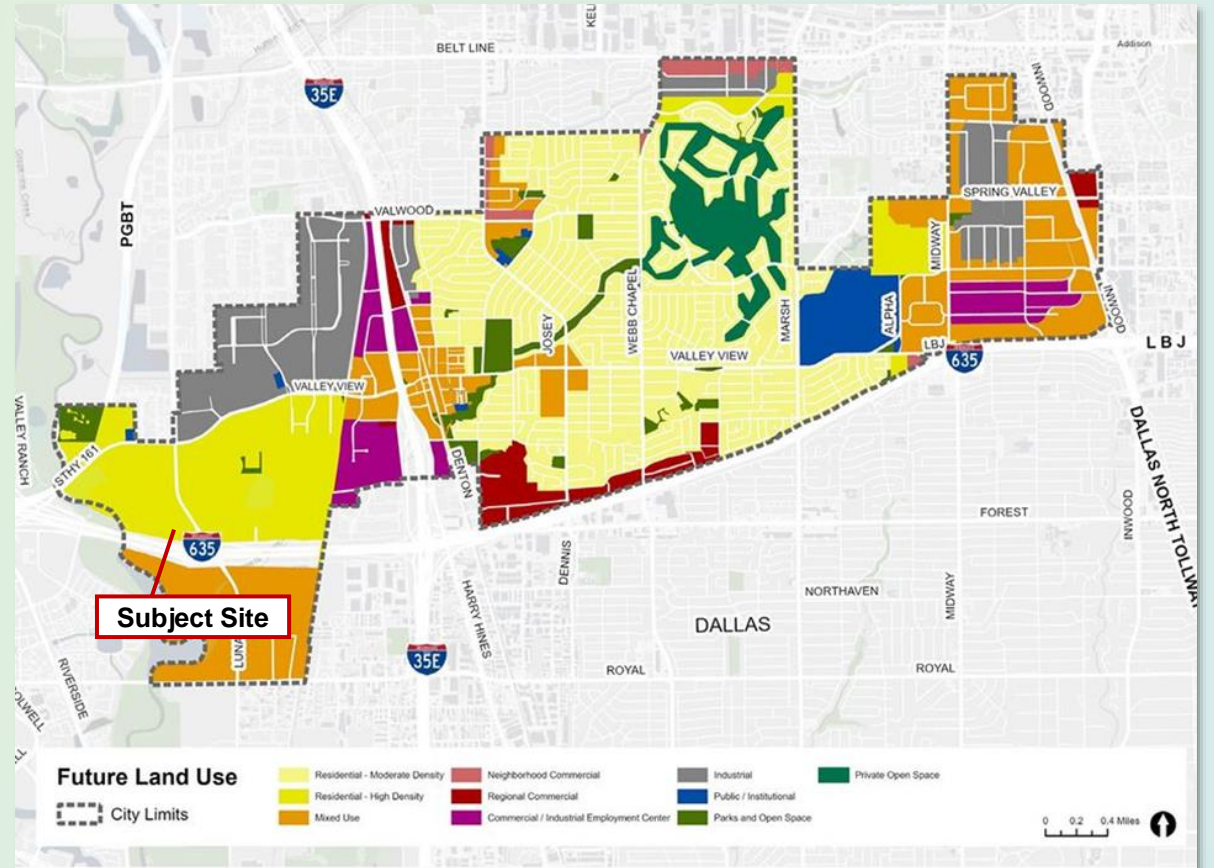 KEL
BELT LINE
Addison
INWOOD
35E
PGBT
SPRING VALLEY
VALWOOD
MIDWAY
JOSEY
WEBB CHAPEL
MARSH
ALPHA
INWOOD
LBJ
L B J
VALLEY VIEW
635
VALLEY VIEW
VALLEY RANCH
STHY 161
DENTON
DALLAS NORTH TOLLWAY
INWOOD
FOREST
635
DENNIS
HARRY HINES
NORTHAVEN
MIDWAY
Subject Site
DALLAS
LUNA
35E
ROYAL
ROYAL
RIVERSIDE
OLWELL
Future Land Use
City Limits
Residential - Moderate Density
Residential - High Density
Mixed Use
Neighborhood Commercial
Regional Commercial
Commercial / Industrial Employment Center
Industrial
Public / Institutional
Parks and Open Space
Private Open Space
0 0.2 0.4 Miles